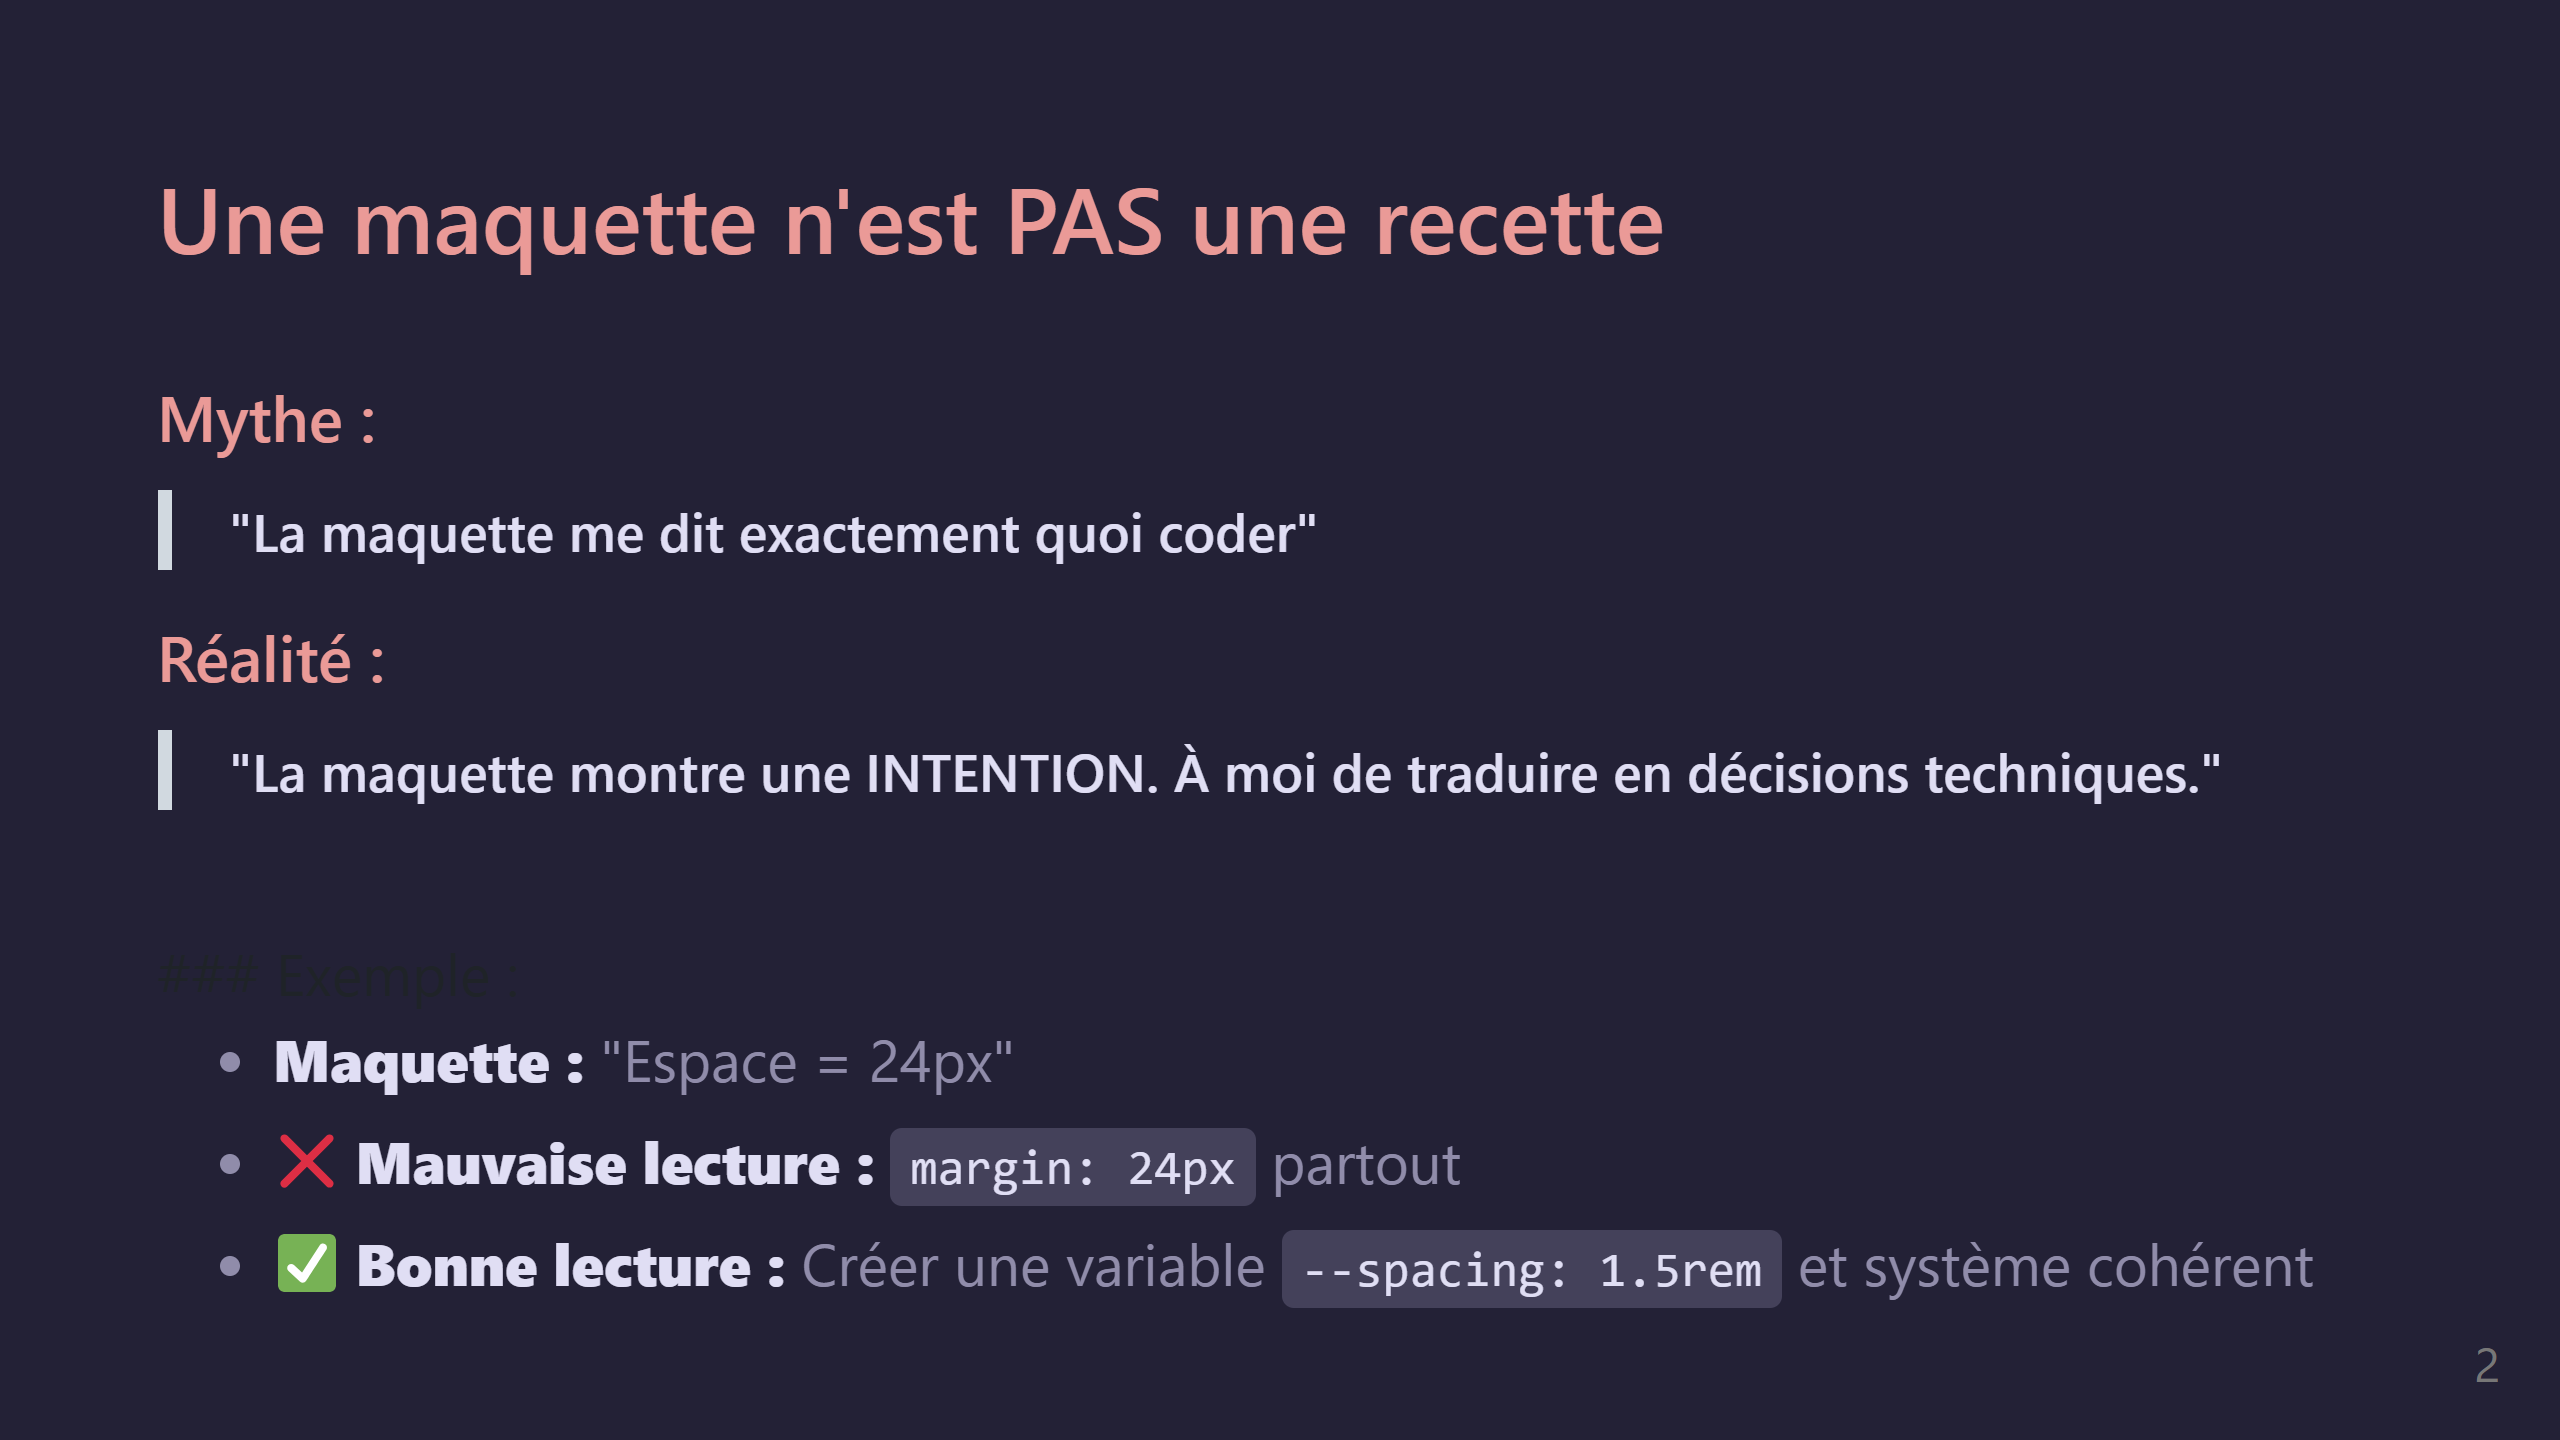 Une maquette n'est PAS une recette
Mythe :
"La maquette me dit exactement quoi coder"
Réalité :
"La maquette montre une INTENTION. À moi de traduire en décisions techniques."
### Exemple :
• Maquette : "Espace = 24px"
• ❌ Mauvaise lecture : margin: 24px partout
• ✅ Bonne lecture : Créer une variable --spacing: 1.5rem et système cohérent
2